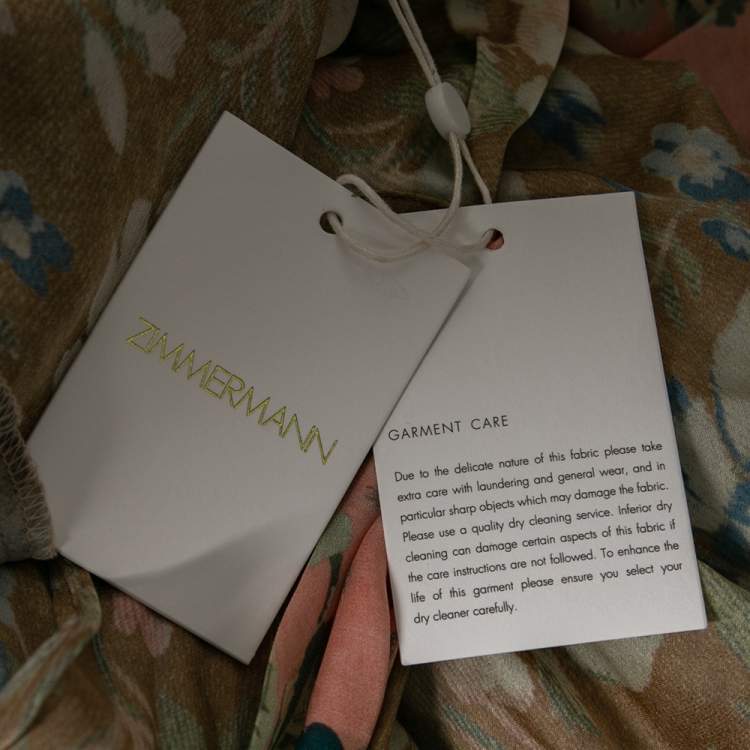 ZIMMERMANN
GARMENT CARE
Due to the delicate nature of this fabric please take
extra care with laundering and general wear, and in
particular sharp objects which may damage the fabric.
Please use a quality dry cleaning service. Inferior dry
cleaning can damage certain aspects of this fabric if
the care instructions are not followed. To enhance the
life of this garment please ensure you select your
dry cleaner carefully.